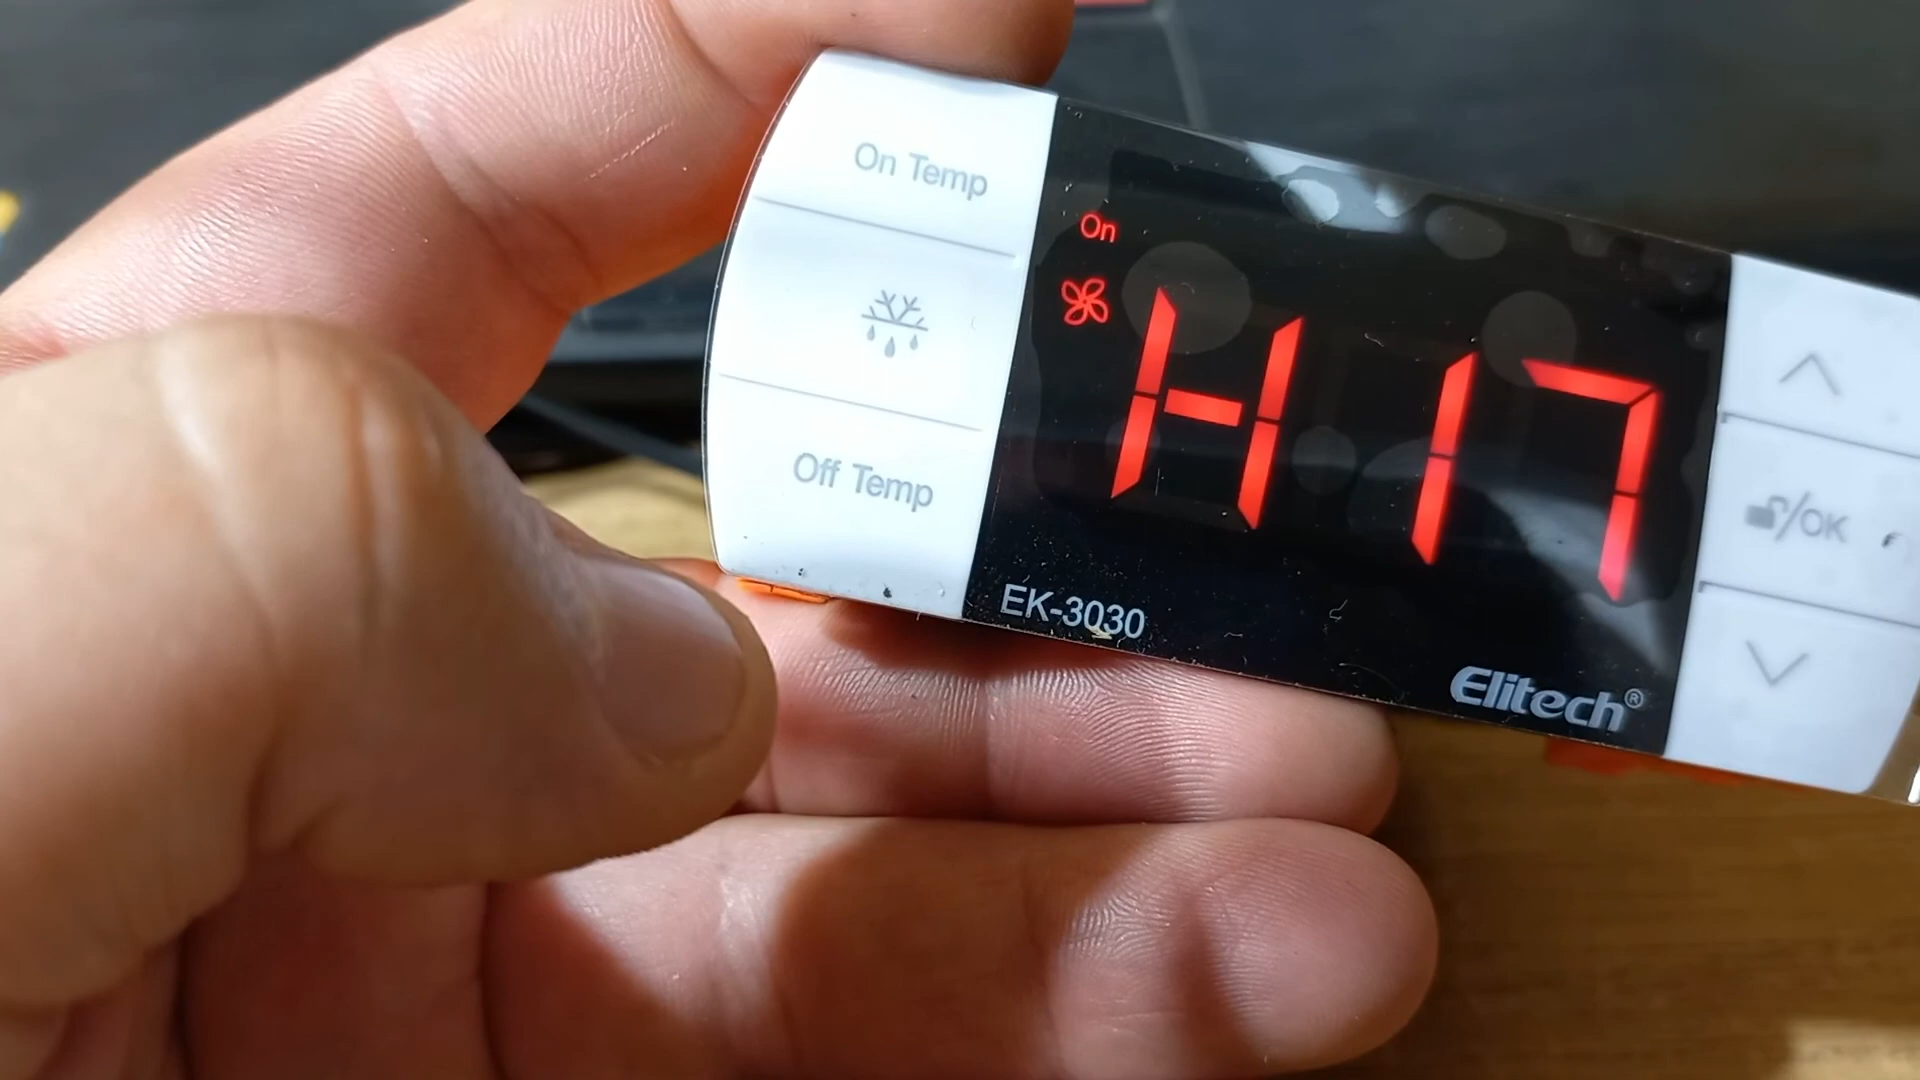 On Temp
On
H17
Off Temp
/OK
EK-3030
Elitech®